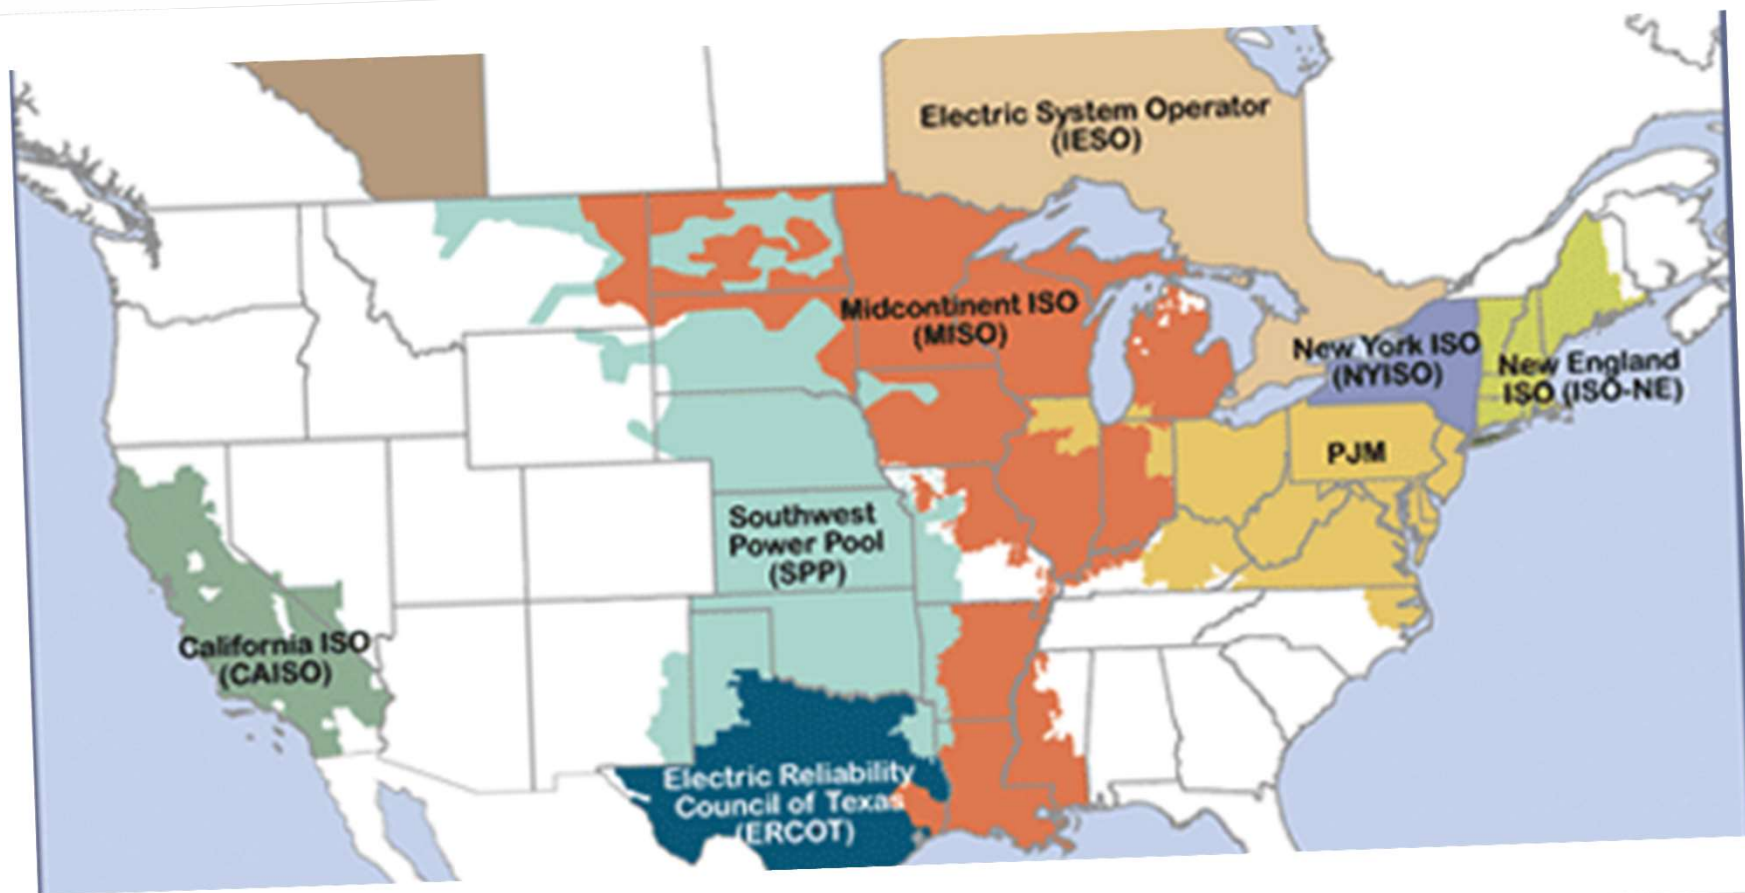 Electric System Operator
(IESO)
Midcontinent ISO
(MISO)
New York ISO
(NYISO)
New England
ISO (ISO-NE)
PJM
Southwest
Power Pool
(SPP)
California ISO
(CAISO)
Electric Reliability
Council of Texas
(ERCOT)